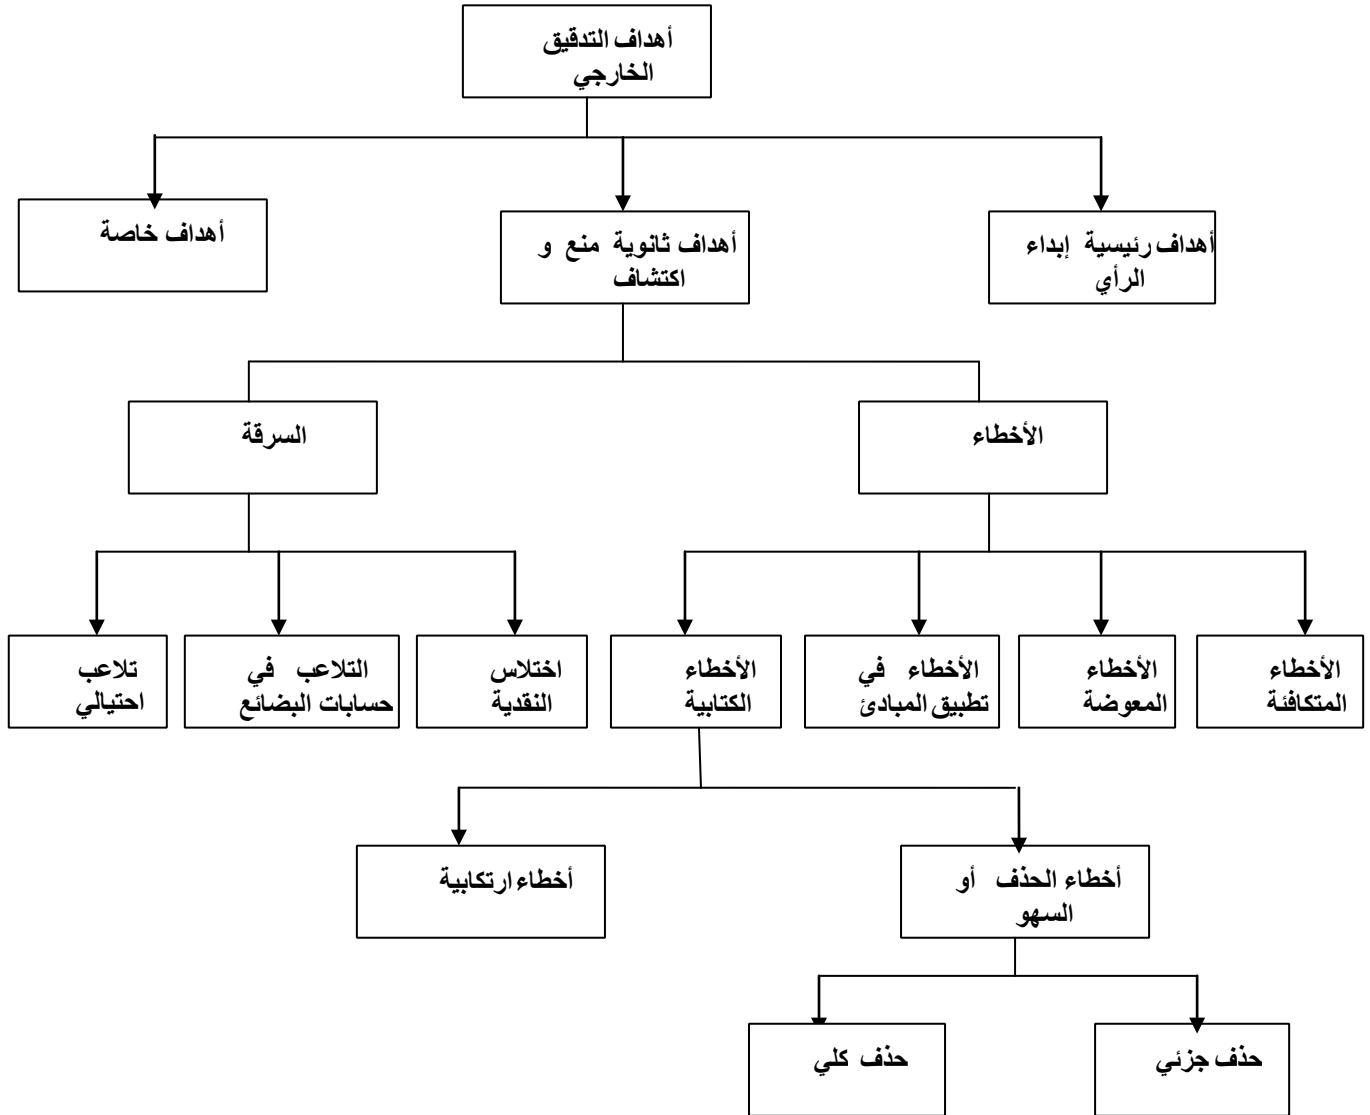 أهداف التدقيق
الخارجي
أهداف رئيسية إبداء
الرأي
أهداف ثانوية منع و
اكتشاف
أهداف خاصة
الأخطاء
السرقة
الأخطاء
المتكافئة
الأخطاء
المعوضة
الأخطاء في
تطبيق المبادئ
الأخطاء
الكتابية
اختلاس
النقدية
التلاعب في
حسابات البضائع
تلاعب
احتيالي
أخطاء الحذف أو
السهو
أخطاء ارتكابية
حذف جزئي
حذف كلي